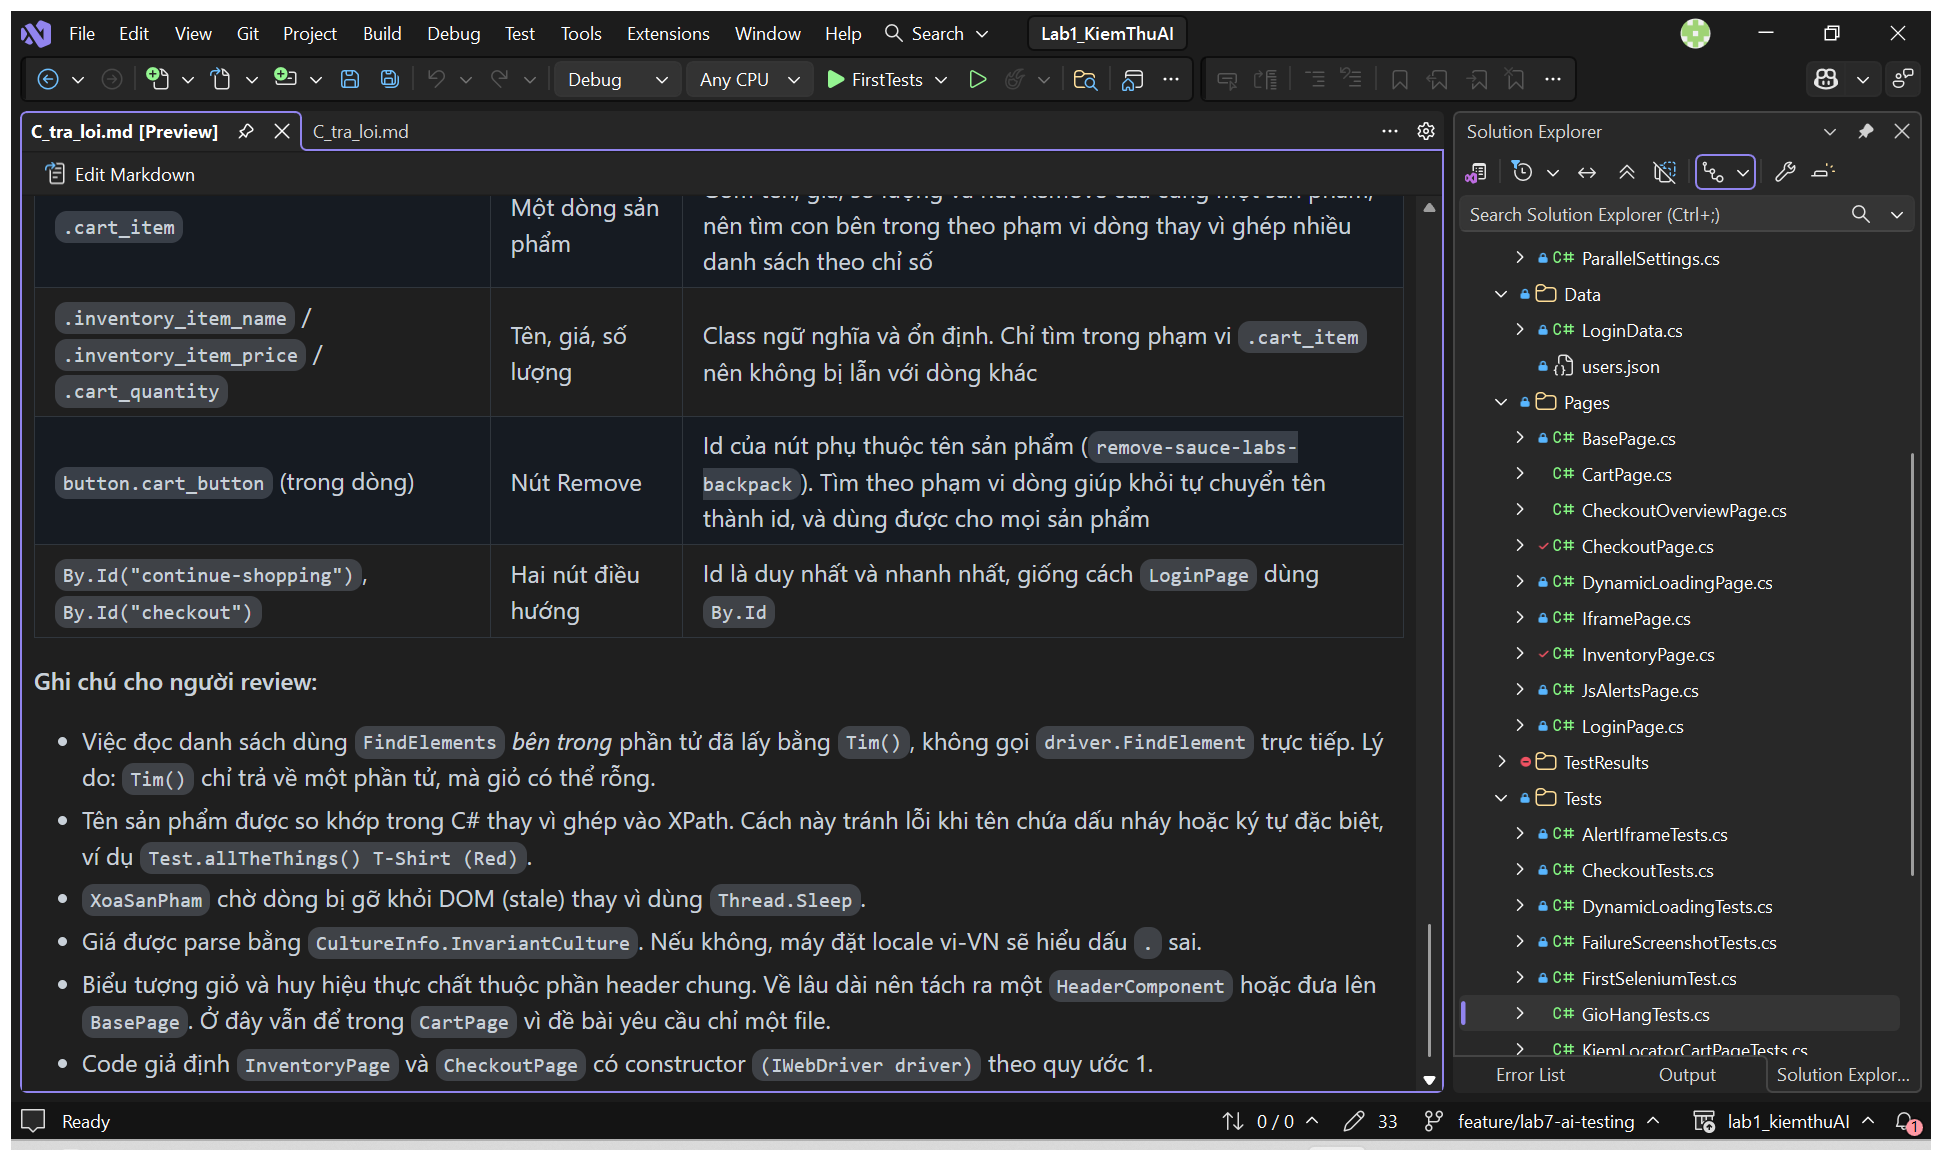 File Edit View Git Project Build Debug Test Tools Extensions Window Help Search Lab1_KiemThuAI
Debug Any CPU FirstTests
C_tra_loi.md [Preview] C_tra_loi.md
Edit Markdown
.cart_item
Một dòng sản
phẩm
Gồm tên, giá, số lượng và nút Remove của cùng một sản phẩm,
nên tìm con bên trong theo phạm vi dòng thay vì ghép nhiều
danh sách theo chỉ số
.inventory_item_name /
.inventory_item_price /
.cart_quantity
Tên, giá, số
lượng
Class ngữ nghĩa và ổn định. Chỉ tìm trong phạm vi .cart_item
nên không bị lẫn với dòng khác
button.cart_button (trong dòng)
Nút Remove
Id của nút phụ thuộc tên sản phẩm (remove-sauce-labs-
backpack). Tìm theo phạm vi dòng giúp khỏi tự chuyển tên
thành id, và dùng được cho mọi sản phẩm
By.Id("continue-shopping"),
By.Id("checkout")
Hai nút điều
hướng
Id là duy nhất và nhanh nhất, giống cách LoginPage dùng
By.Id
Ghi chú cho người review:
• Việc đọc danh sách dùng FindElements bên trong phần tử đã lấy bằng Tim(), không gọi driver.FindElement trực tiếp. Lý
do: Tim() chỉ trả về một phần tử, mà giỏ có thể rỗng.
• Tên sản phẩm được so khớp trong C# thay vì ghép vào XPath. Cách này tránh lỗi khi tên chứa dấu nháy hoặc ký tự đặc biệt,
ví dụ Test.allTheThings() T-Shirt (Red).
• XoaSanPham chờ dòng bị gỡ khỏi DOM (stale) thay vì dùng Thread.Sleep.
• Giá được parse bằng CultureInfo.InvariantCulture. Nếu không, máy đặt locale vi-VN sẽ hiểu dấu . sai.
• Biểu tượng giỏ và huy hiệu thực chất thuộc phần header chung. Về lâu dài nên tách ra một HeaderComponent hoặc đưa lên
BasePage. Ở đây vẫn để trong CartPage vì đề bài yêu cầu chỉ một file.
• Code giả định InventoryPage và CheckoutPage có constructor (IWebDriver driver) theo quy ước 1.
Solution Explorer
Search Solution Explorer (Ctrl+;)
C# ParallelSettings.cs
Data
C# LoginData.cs
users.json
Pages
C# BasePage.cs
C# CartPage.cs
C# CheckoutOverviewPage.cs
C# CheckoutPage.cs
C# DynamicLoadingPage.cs
C# IframePage.cs
C# InventoryPage.cs
C# JsAlertsPage.cs
C# LoginPage.cs
TestResults
Tests
C# AlertIframeTests.cs
C# CheckoutTests.cs
C# DynamicLoadingTests.cs
C# FailureScreenshotTests.cs
C# FirstSeleniumTest.cs
C# GioHangTests.cs
C# KiemLocatorCartPageTests.cs
Error List Output Solution Explor...
Ready 0 / 0 33 feature/lab7-ai-testing lab1_kiemthuAI 1